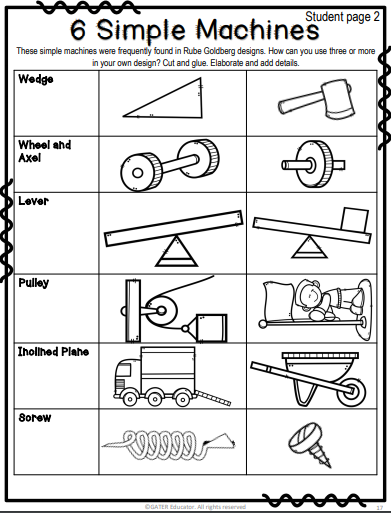 Student page 2
6 Simple Machines
These simple machines were frequently found in Rube Goldberg designs. How can you use three or more
in your own design? Cut and glue. Elaborate and add details.
Wedge
Wheel and
Axel
Lever
Pulley
Inclined Plane
Screw
©GATER Educator. All rights reserved
17